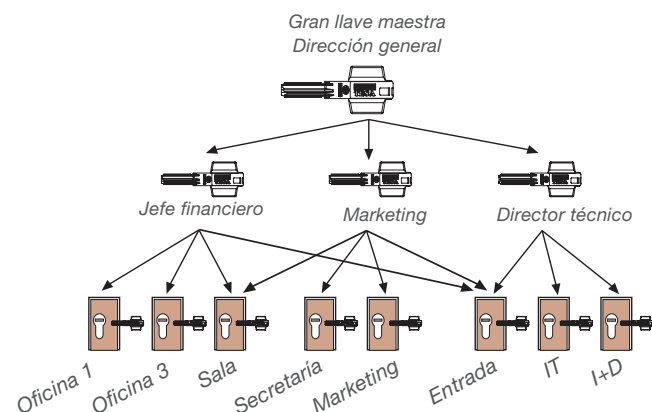 Gran llave maestra
Dirección general
Jefe financiero
Marketing
Director técnico
Oficina 1
Oficina 3
Sala
Secretaría
Marketing
Entrada
IT
I+D